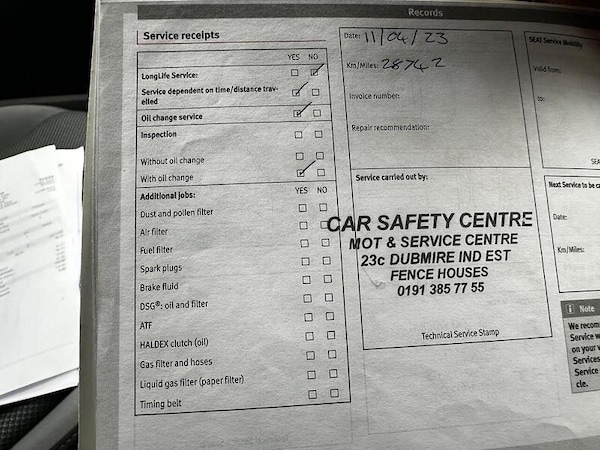 Records
Service receipts
YES NO
LongLife Service:
Service dependent on time/distance trav-
elled
Oil change service
Inspection
Without oil change
With oil change
Additional jobs: YES NO
Dust and pollen filter
Air filter
Fuel filter
Spark plugs
Brake fluid
DSG®: oil and filter
ATF
HALDEX clutch (oil)
Gas filter and hoses
Liquid gas filter (paper filter)
Timing belt
Date: 11/04/23
Km/Miles: 28742
Invoice number:
Repair recommendation:
Service carried out by:
CAR SAFETY CENTRE
MOT & SERVICE CENTRE
23c DUBMIRE IND EST
FENCE HOUSES
0191 385 77 55
Technical Service Stamp
SEAT Service Mobility
Valid from:
to:
SEA
Next Service to be ca
Date:
Km/Miles:
i Note
We recom
Service w
on your v
Services
Service
cle.